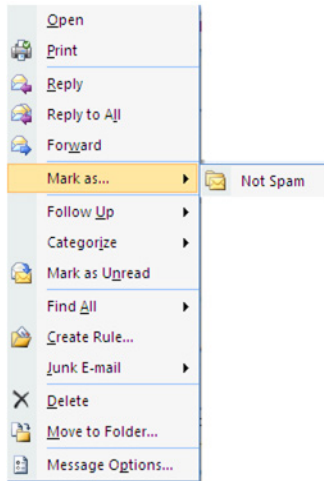 Open
Print
Reply
Reply to All
Forward
Mark as... Not Spam
Follow Up
Categorize
Mark as Unread
Find All
Create Rule...
Junk E-mail
Delete
Move to Folder...
Message Options...